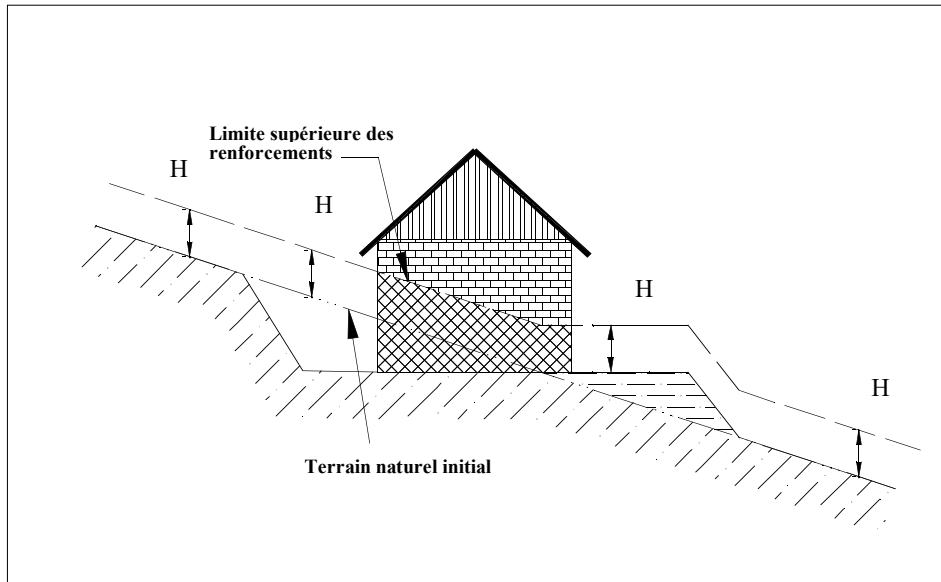 Limite supérieure des
renforcements
H
H
H
H
Terrain naturel initial